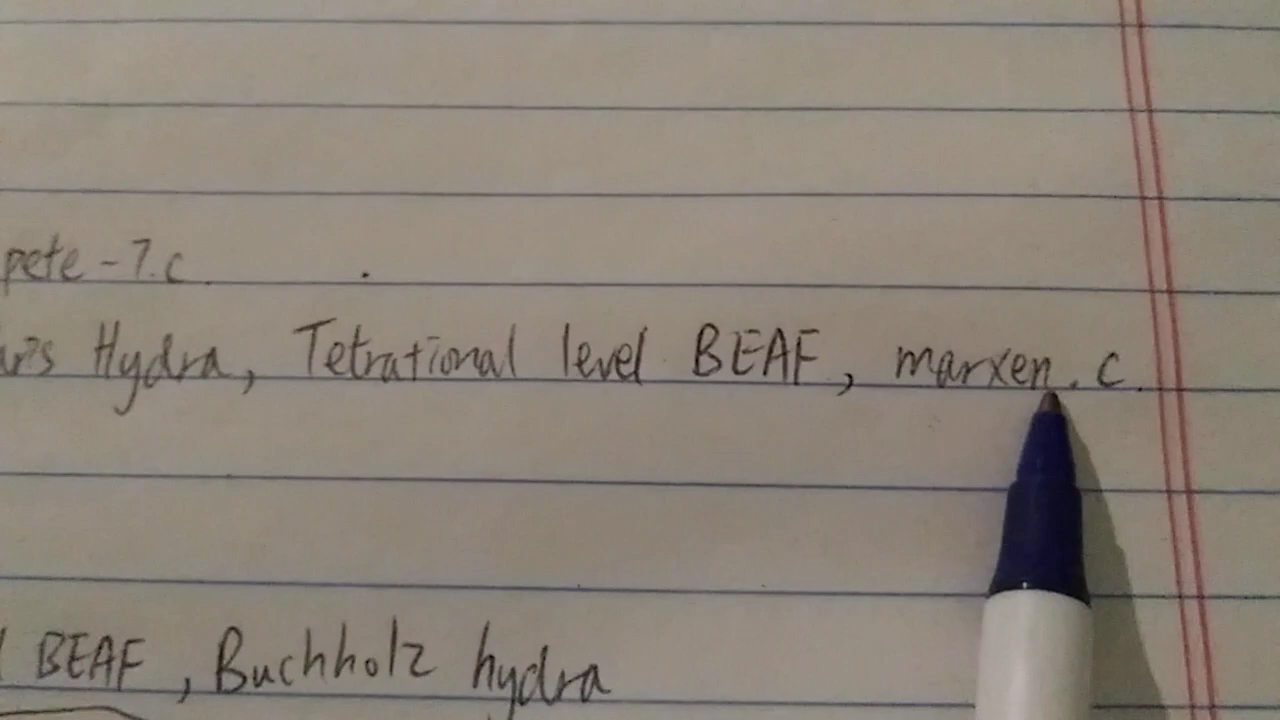 pete-7.c
Hydra, Tetrational level BEAF, marxen.c.
BEAF, Buchholz hydra